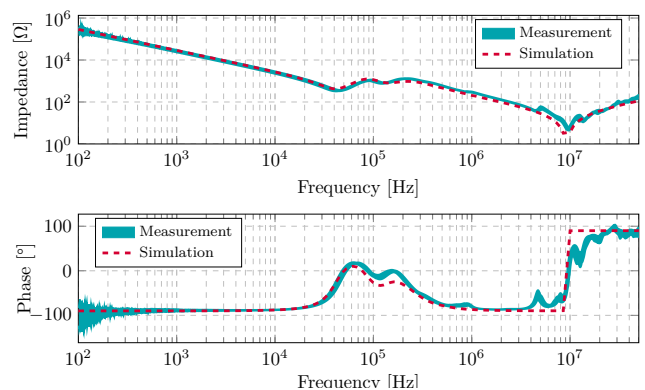 10^6
10^4
10^2
10^0
Impedance [Ω]
Measurement
Simulation
10^2 10^3 10^4 10^5 10^6 10^7
Frequency [Hz]
100
0
−100
Phase [°]
Measurement
Simulation
10^2 10^3 10^4 10^5 10^6 10^7
Frequency [Hz]